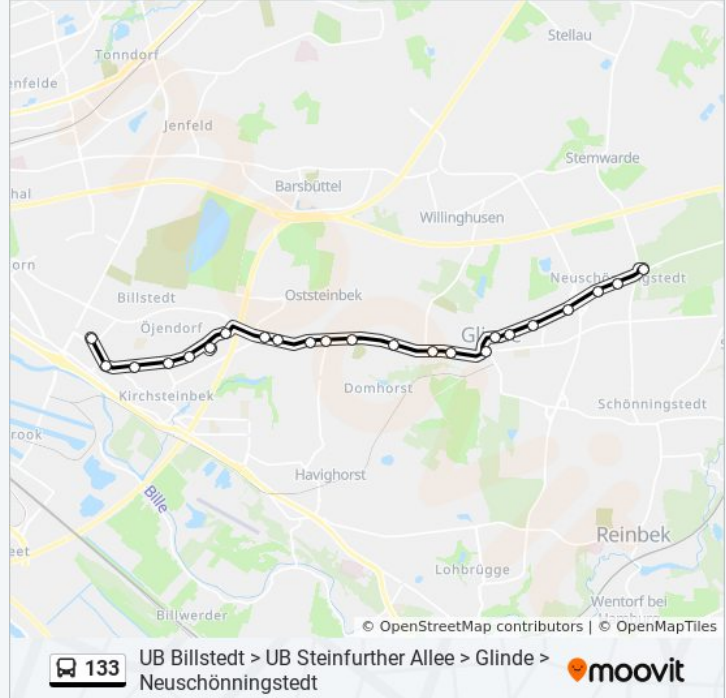 Stellau
Tonndorf
enfelde
Jenfeld
Stemwarde
Barsbüttel
thal
Willinghusen
orn
Neuschönningstedt
Billstedt
Oststeinbek
Öjendorf
Glinde
Domhorst
Kirchsteinbek
Schönningstedt
rook
Havighorst
Bille
Reinbek
eet
Lohbrügge
Wentorf bei
Billwerder
© OpenStreetMap contributors | © OpenMapTiles
133
UB Billstedt > UB Steinfurther Allee > Glinde >
Neuschönningstedt
moovit